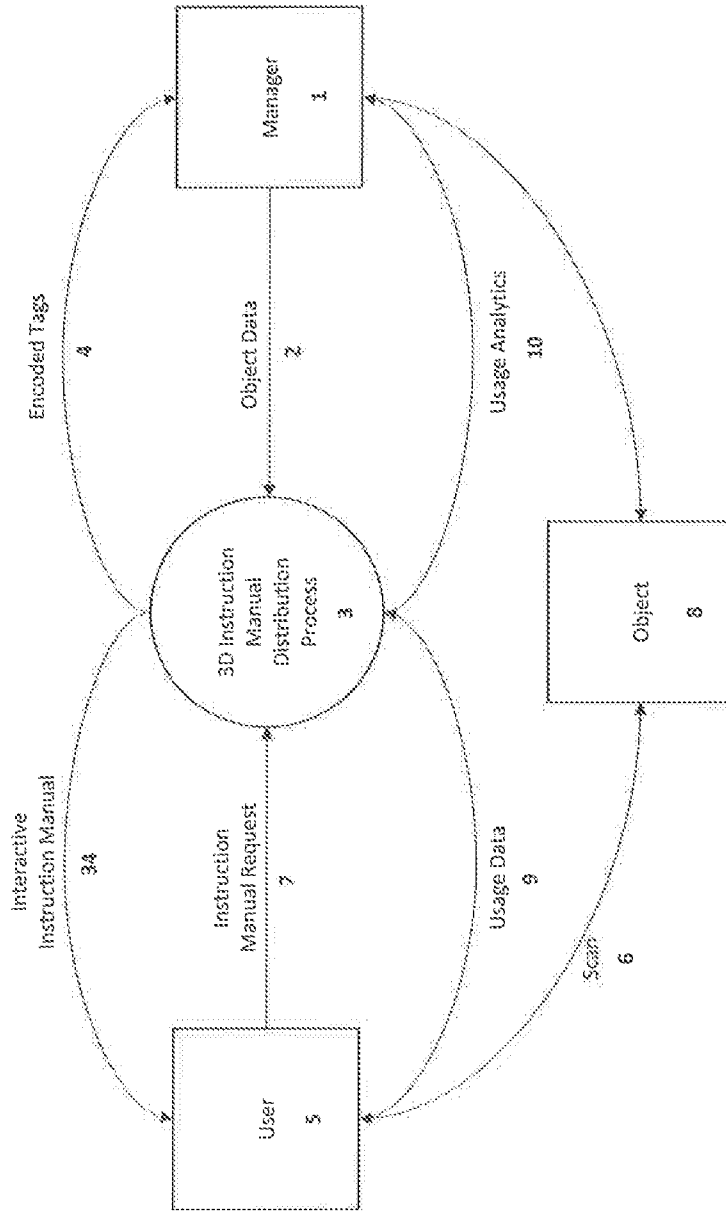 Interactive
Instruction Manual
34
Encoded Tags
4
User
5
Instruction
Manual Request
7
3D Instruction
Manual
Distribution
Process
3
Object Data
2
Manager
1
Usage Data
9
Usage Analytics
10
Scan
6
Object
8